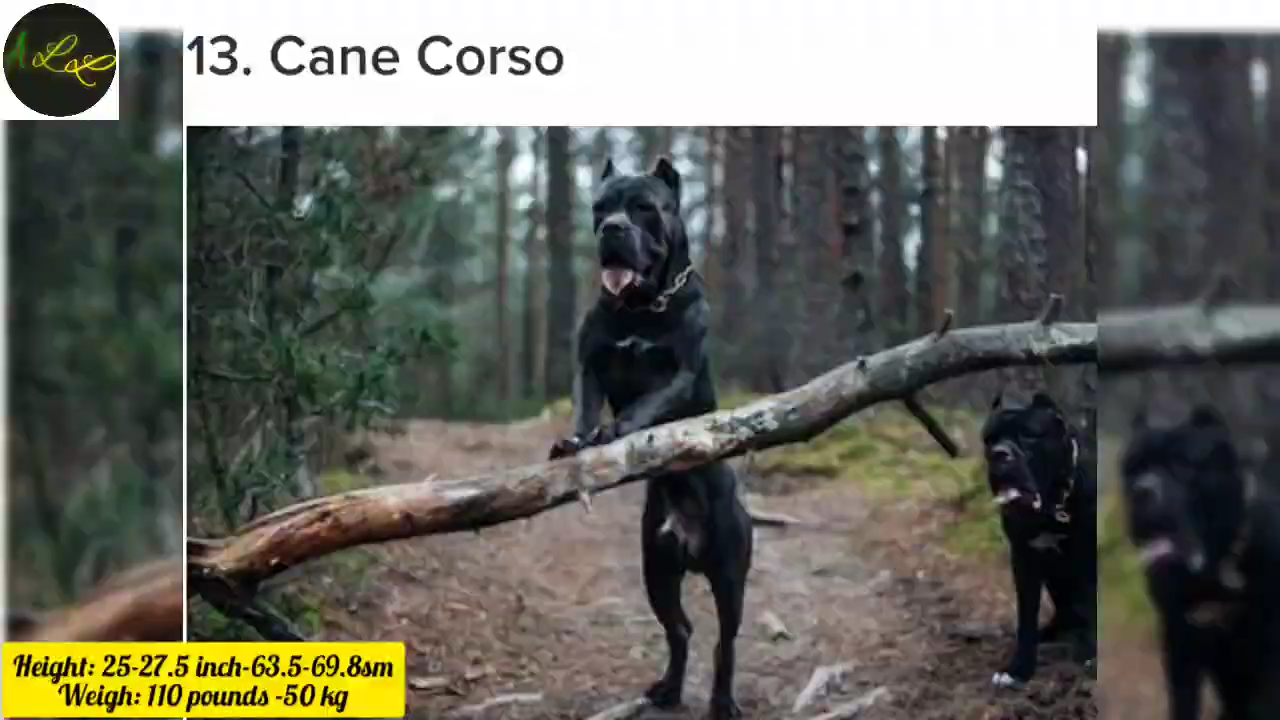 13. Cane Corso
Height: 25-27.5 inch-63.5-69.8sm
Weigh: 110 pounds -50 kg